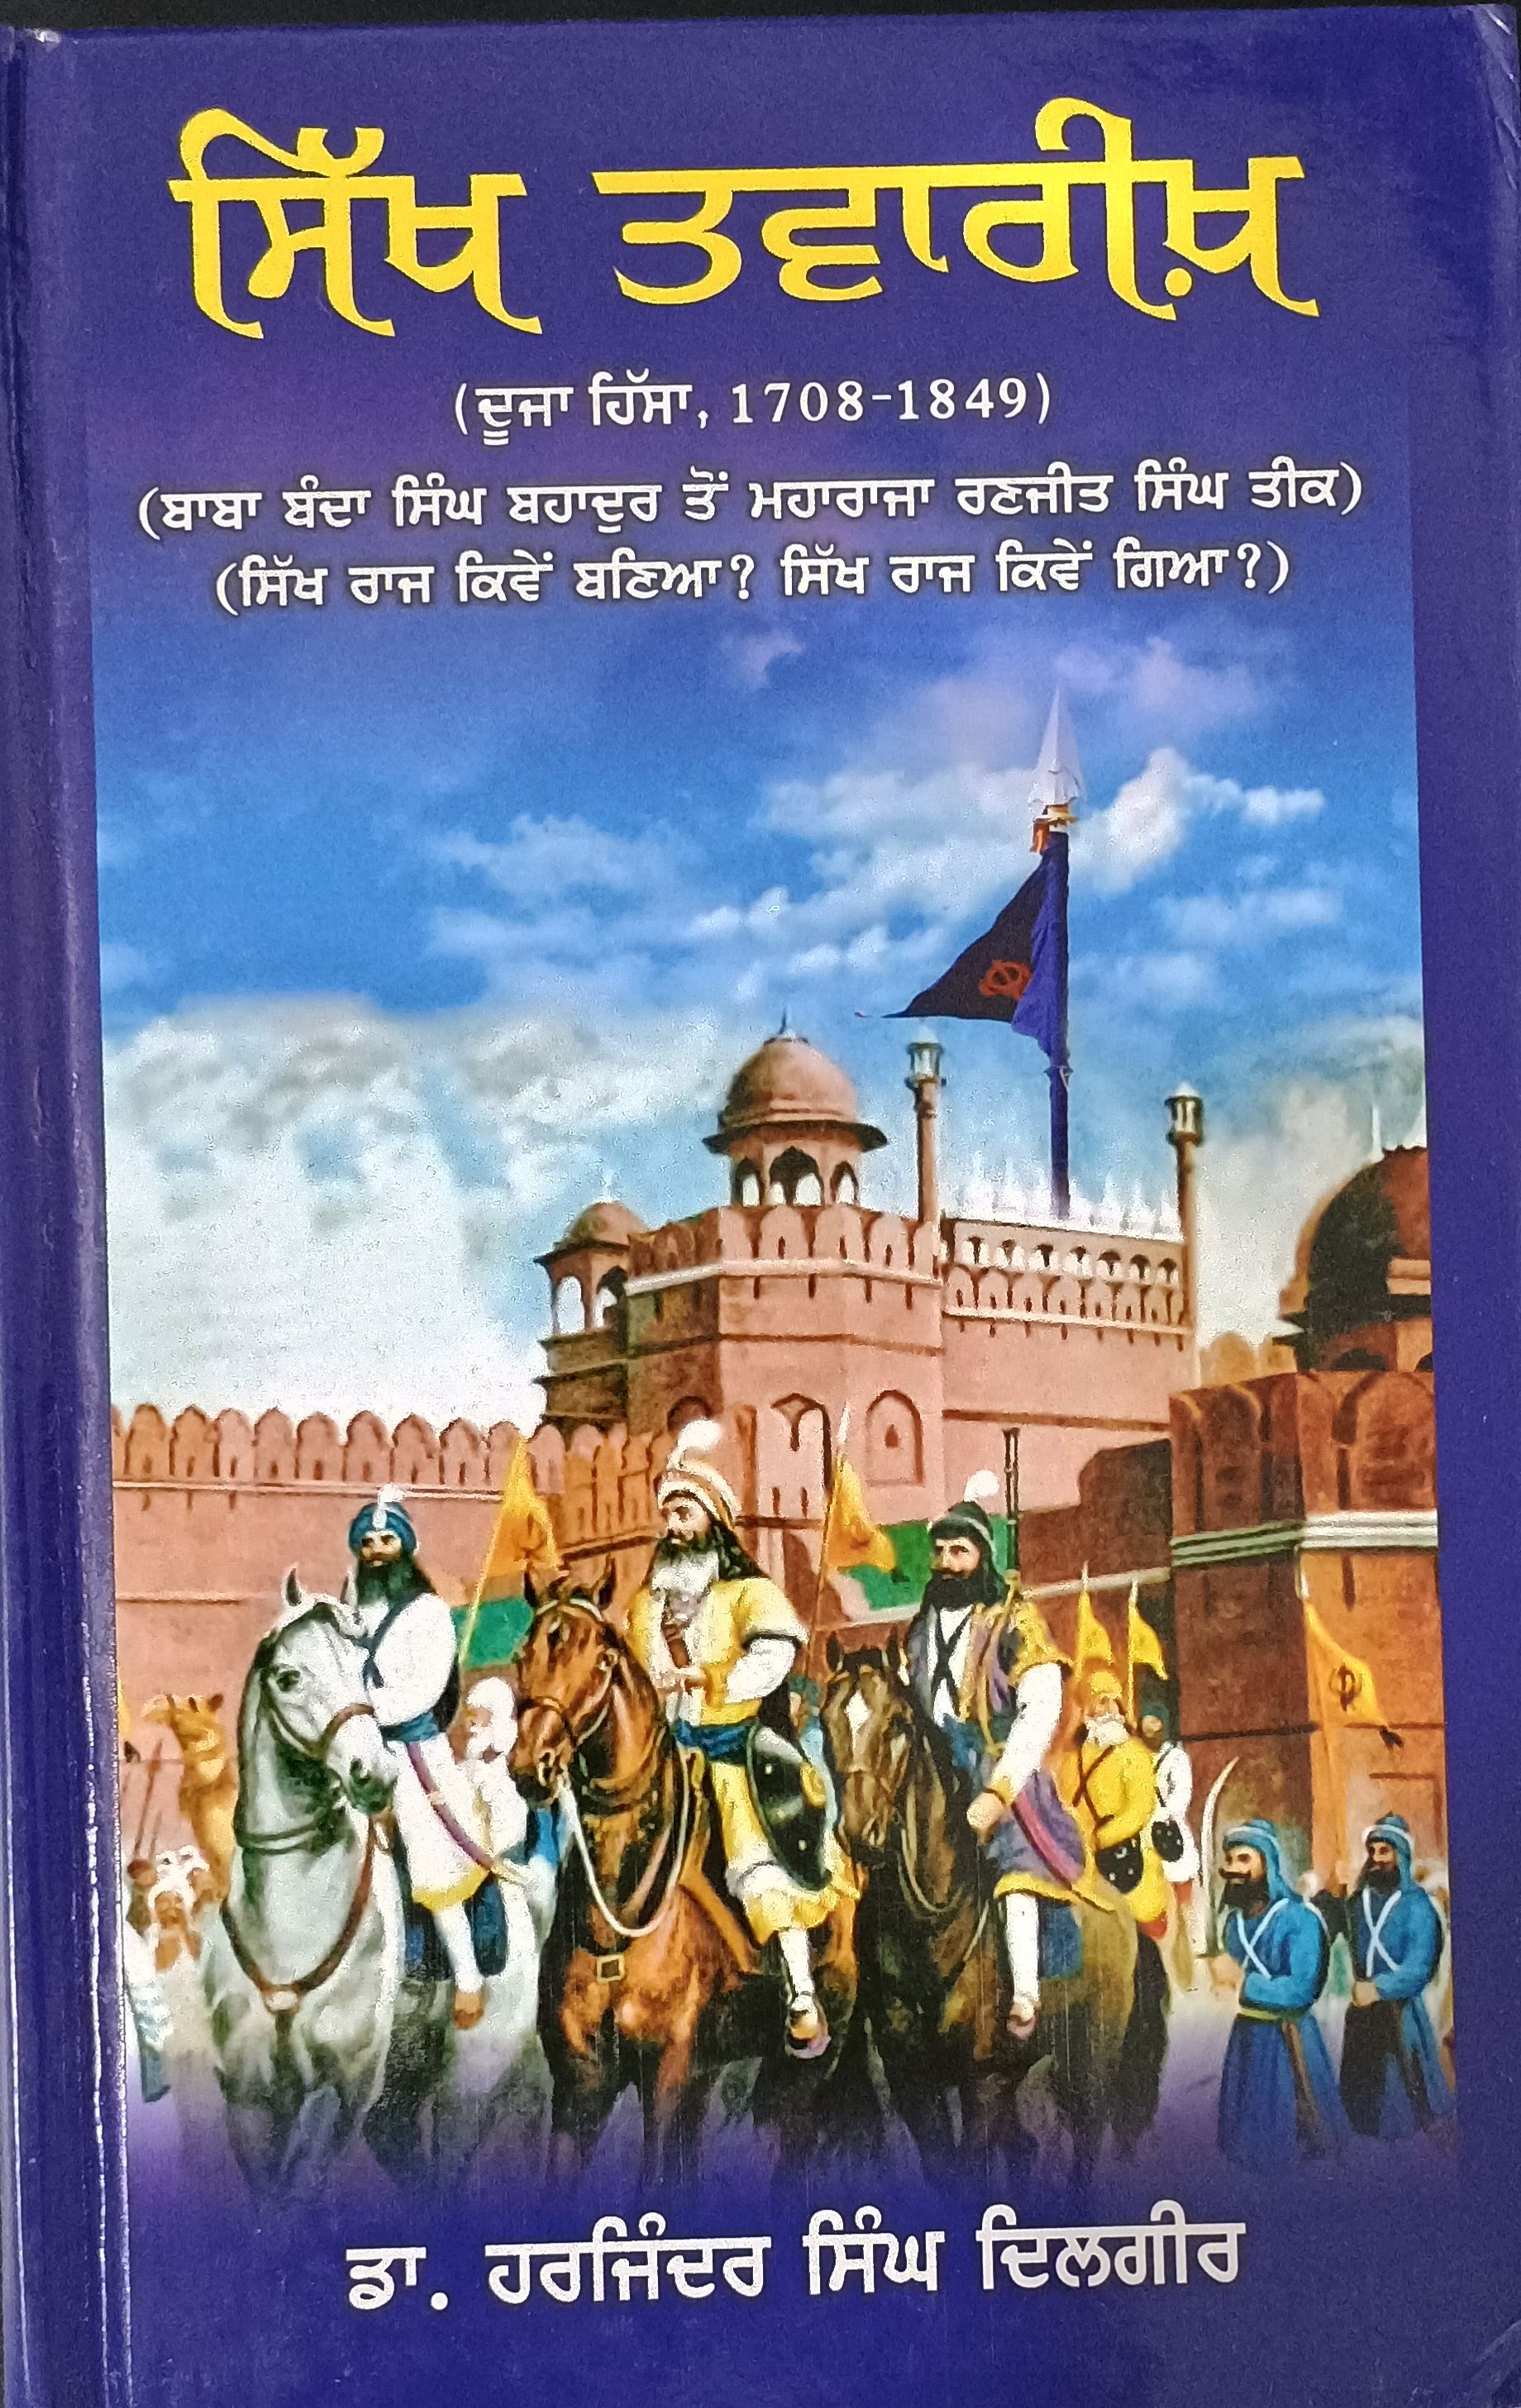 ਸਿੱਖ ਤਵਾਰੀਖ਼
(ਦੂਜਾ ਹਿੱਸਾ, 1708-1849)
(ਬਾਬਾ ਬੰਦਾ ਸਿੰਘ ਬਹਾਦੁਰ ਤੋਂ ਮਹਾਰਾਜਾ ਰਣਜੀਤ ਸਿੰਘ ਤੀਕ)
(ਸਿੱਖ ਰਾਜ ਕਿਵੇਂ ਬਣਿਆ? ਸਿੱਖ ਰਾਜ ਕਿਵੇਂ ਗਿਆ?)
ਡਾ. ਹਰਜਿੰਦਰ ਸਿੰਘ ਦਿਲਗੀਰ